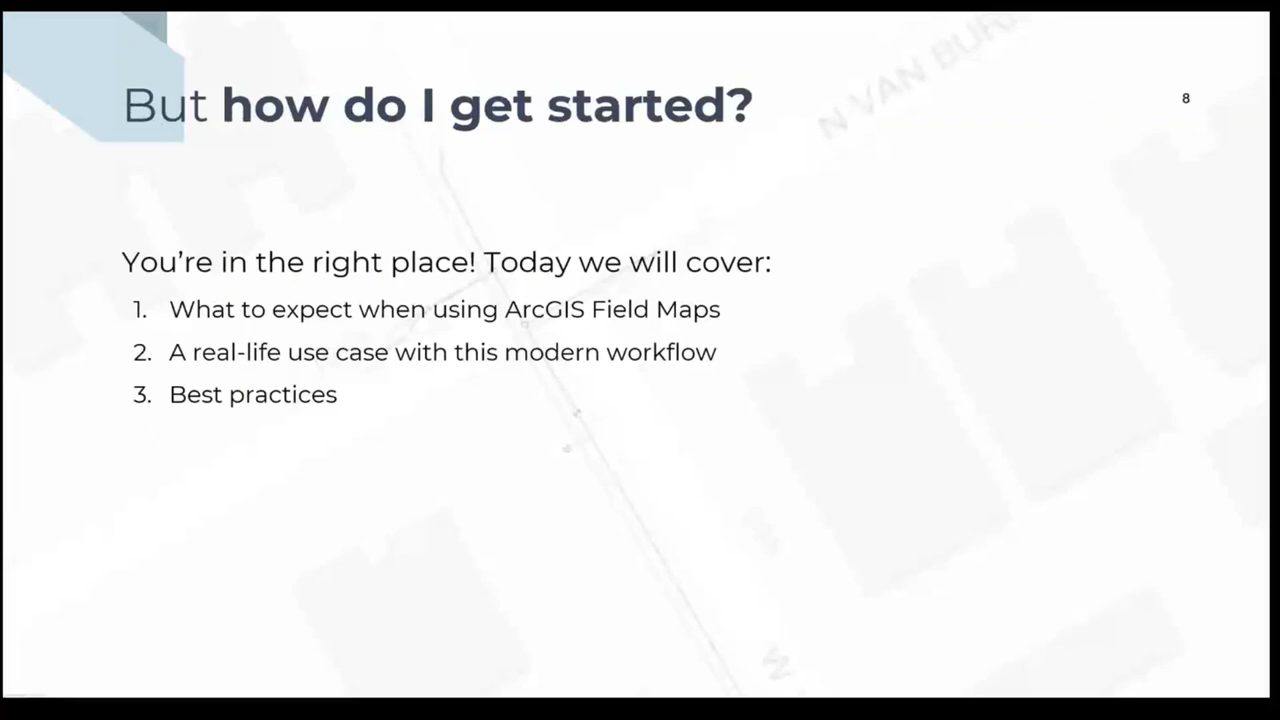 N VAN BUR
But how do I get started?
8
You're in the right place! Today we will cover:
1. What to expect when using ArcGIS Field Maps
2. A real-life use case with this modern workflow
3. Best practices